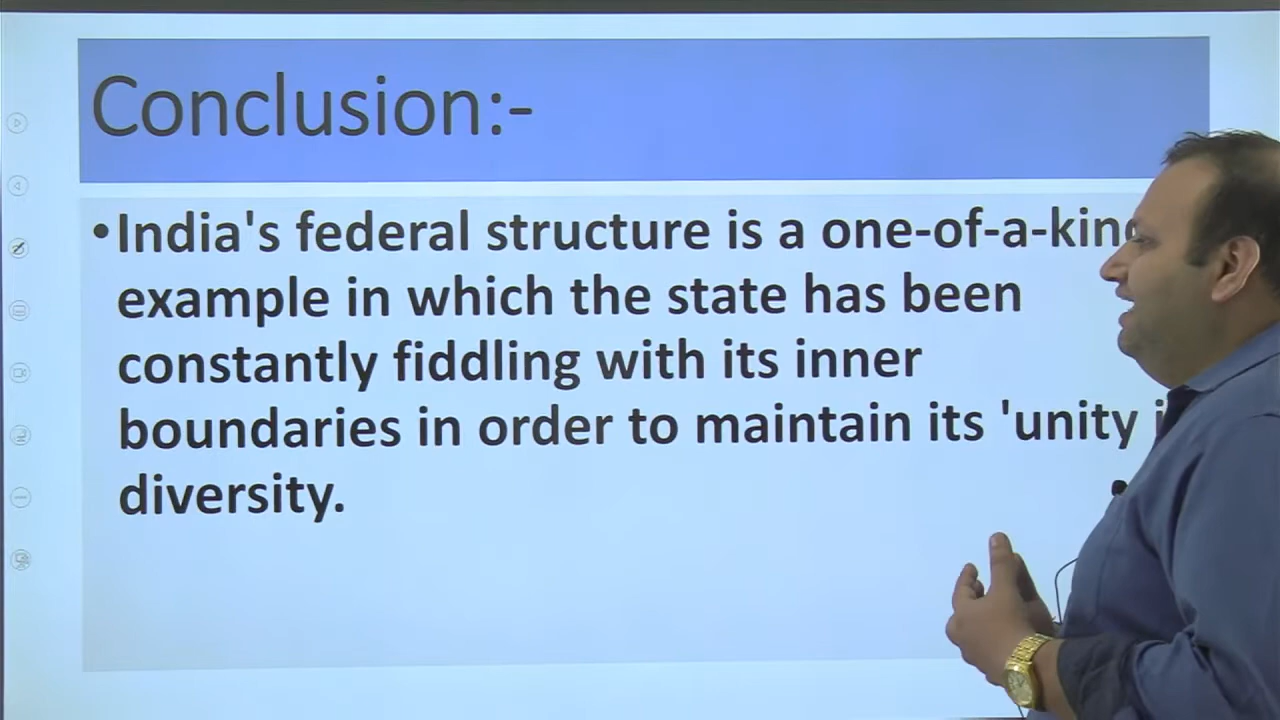 Conclusion:-
•India's federal structure is a one-of-a-kind
example in which the state has been
constantly fiddling with its inner
boundaries in order to maintain its 'unity
diversity.